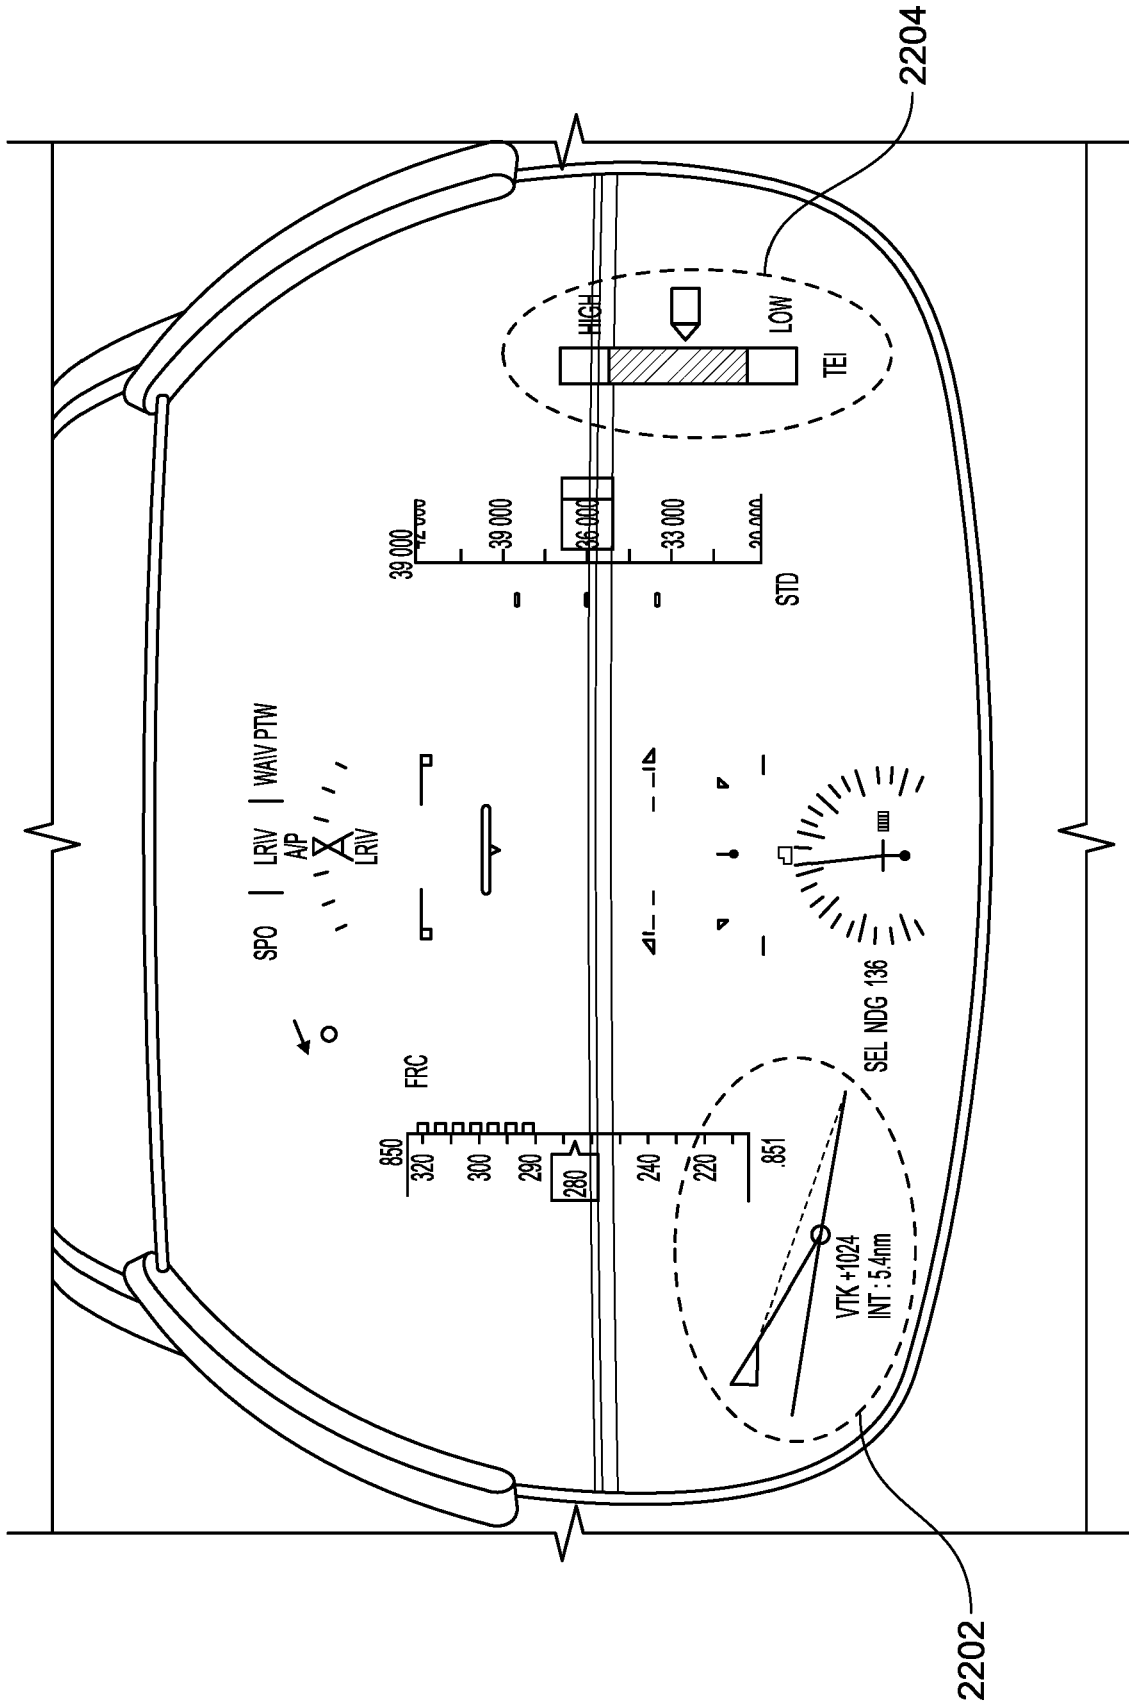 SPO | LRIV | WAIV PTW
A/P
LRIV
850
320
300
290
280
240
220
.851
FRC
39 000
39 000
36 000
33 000
STD
HIGH
LOW
TEI
2204
SEL NDG 136
VTK +1024
INT : 5.4nm
2202